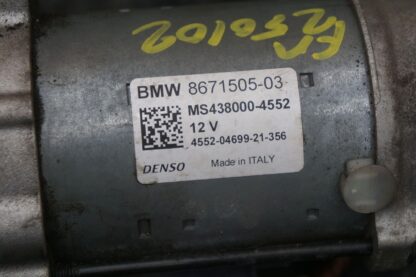 BMW 8671505-03
MS438000-4552
12 V
4552-04699-21-356
DENSO Made in ITALY